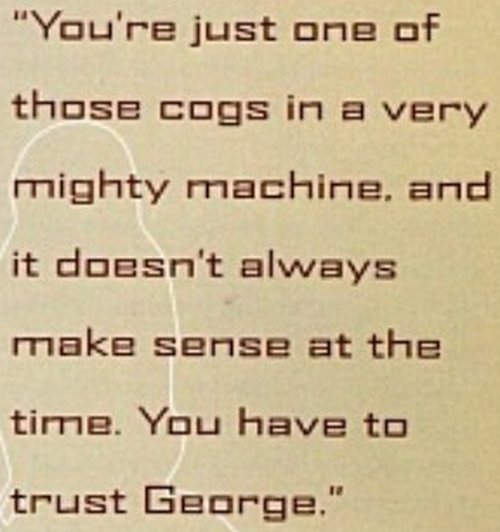 "You're just one of
those cogs in a very
mighty machine, and
it doesn't always
make sense at the
time. You have to
trust George."